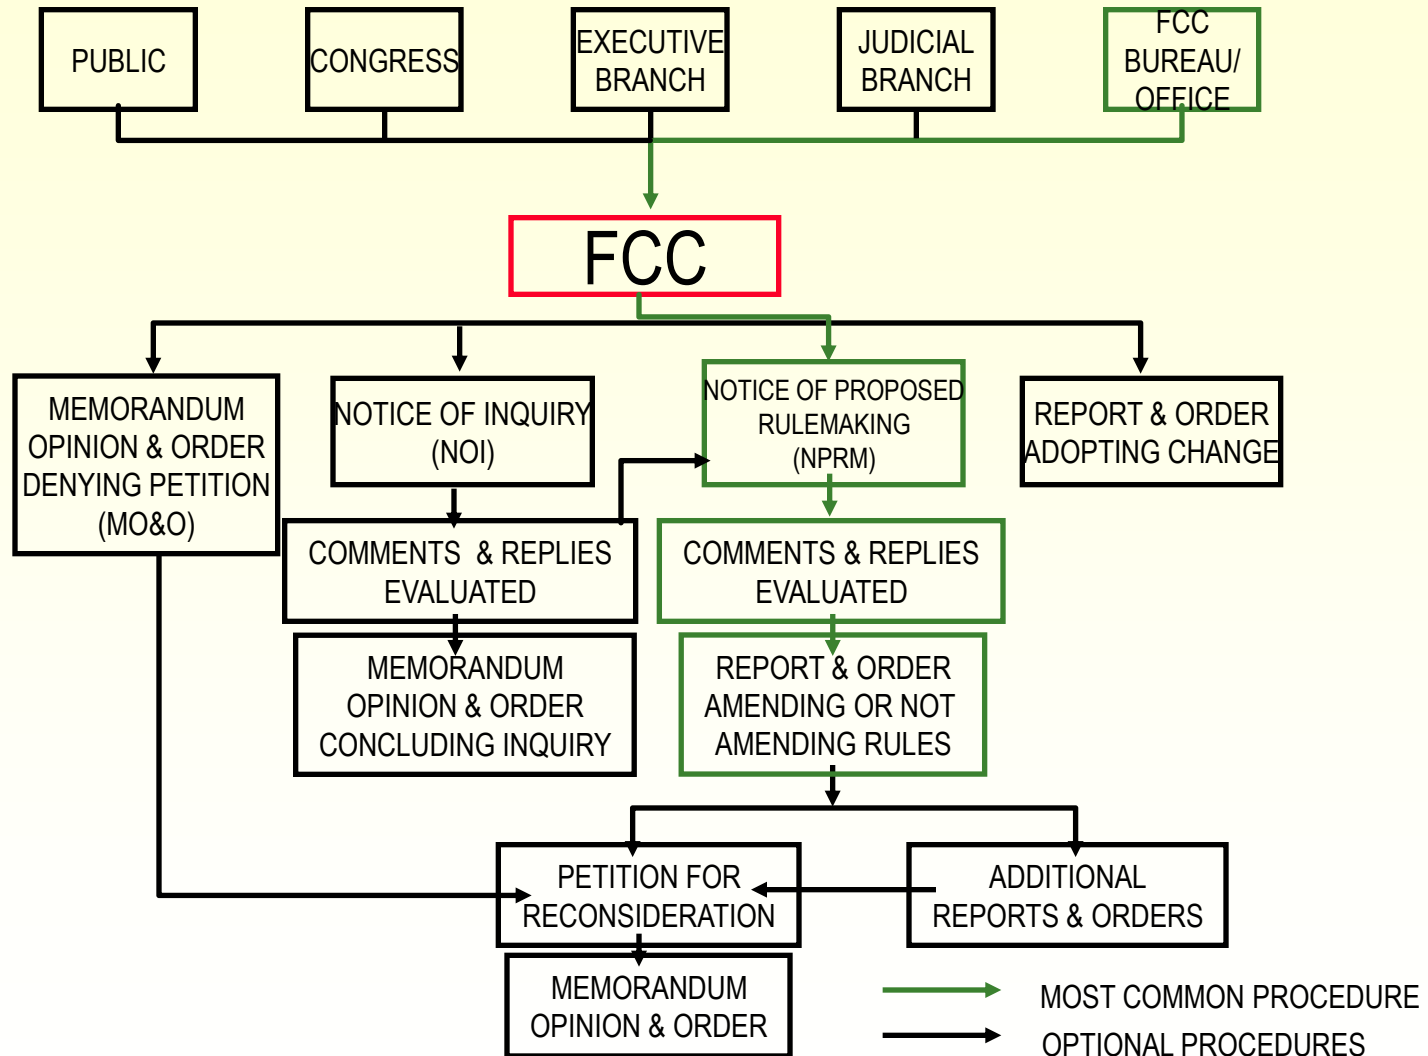 PUBLIC
CONGRESS
EXECUTIVE
BRANCH
JUDICIAL
BRANCH
FCC
BUREAU/
OFFICE
FCC
MEMORANDUM
OPINION & ORDER
DENYING PETITION
(MO&O)
NOTICE OF INQUIRY
(NOI)
NOTICE OF PROPOSED
RULEMAKING
(NPRM)
REPORT & ORDER
ADOPTING CHANGE
COMMENTS & REPLIES
EVALUATED
COMMENTS & REPLIES
EVALUATED
MEMORANDUM
OPINION & ORDER
CONCLUDING INQUIRY
REPORT & ORDER
AMENDING OR NOT
AMENDING RULES
PETITION FOR
RECONSIDERATION
ADDITIONAL
REPORTS & ORDERS
MEMORANDUM
OPINION & ORDER
MOST COMMON PROCEDURE
OPTIONAL PROCEDURES